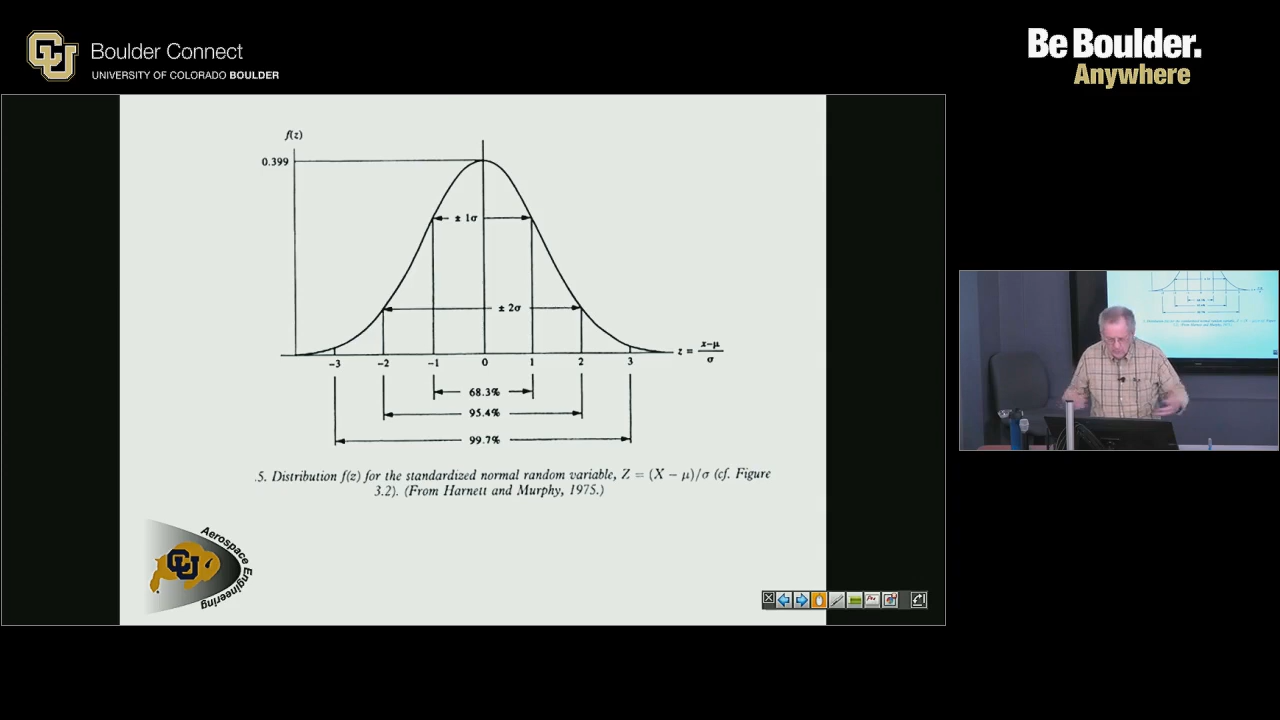 CU
Boulder Connect
UNIVERSITY OF COLORADO BOULDER
Be Boulder.
Anywhere
f(z)
0.399
± 1σ
± 2σ
-3
-2
-1
0
1
2
3
z = x-μ
σ
68.3%
95.4%
99.7%
.5. Distribution f(z) for the standardized normal random variable, Z = (X − μ)/σ (cf. Figure
3.2). (From Harnett and Murphy, 1975.)
CU
Aerospace Engineering